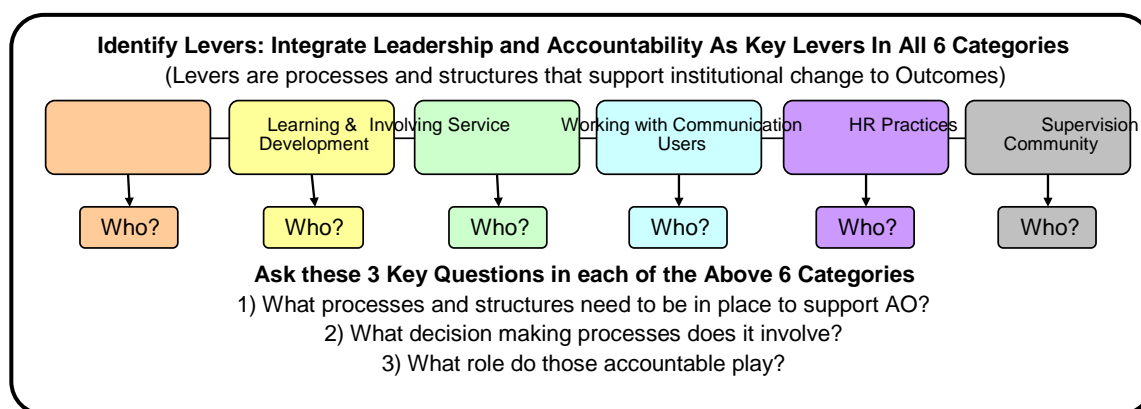 Identify Levers: Integrate Leadership and Accountability As Key Levers In All 6 Categories
(Levers are processes and structures that support institutional change to Outcomes)
Learning & Involving Service Working with Communication HR Practices Supervision
Development Users Community
Who? Who? Who? Who? Who? Who?
Ask these 3 Key Questions in each of the Above 6 Categories
1) What processes and structures need to be in place to support AO?
2) What decision making processes does it involve?
3) What role do those accountable play?